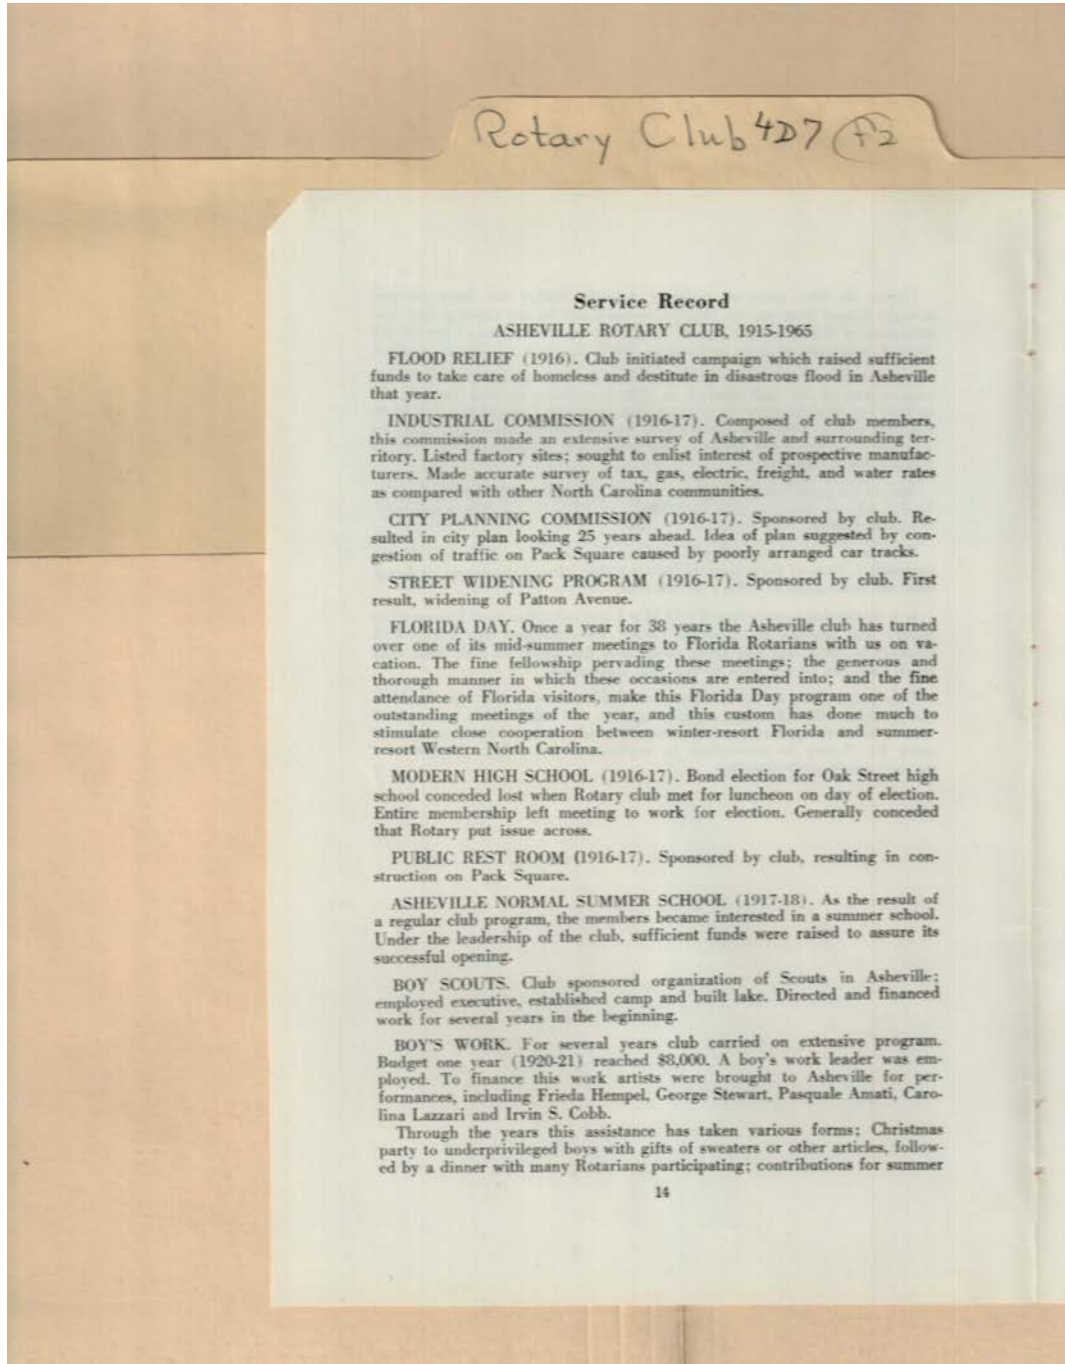 Rotary Club 4D7 F2
Service Record
ASHEVILLE ROTARY CLUB, 1915-1965
FLOOD RELIEF (1916). Club initiated campaign which raised sufficient
funds to take care of homeless and destitute in disastrous flood in Asheville
that year.
INDUSTRIAL COMMISSION (1916-17). Composed of club members,
this commission made an extensive survey of Asheville and surrounding ter-
ritory. Listed factory sites; sought to enlist interest of prospective manufac-
turers. Made accurate survey of tax, gas, electric, freight, and water rates
as compared with other North Carolina communities.
CITY PLANNING COMMISSION (1916-17). Sponsored by club. Re-
sulted in city plan looking 25 years ahead. Idea of plan suggested by con-
gestion of traffic on Pack Square caused by poorly arranged car tracks.
STREET WIDENING PROGRAM (1916-17). Sponsored by club. First
result, widening of Patton Avenue.
FLORIDA DAY. Once a year for 38 years the Asheville club has turned
over one of its mid-summer meetings to Florida Rotarians with us on va-
cation. The fine fellowship pervading these meetings; the generous and
thorough manner in which these occasions are entered into; and the fine
attendance of Florida visitors, make this Florida Day program one of the
outstanding meetings of the year, and this custom has done much to
stimulate close cooperation between winter-resort Florida and summer-
resort Western North Carolina.
MODERN HIGH SCHOOL (1916-17). Bond election for Oak Street high
school conceded lost when Rotary club met for luncheon on day of election.
Entire membership left meeting to work for election. Generally conceded
that Rotary put issue across.
PUBLIC REST ROOM (1916-17). Sponsored by club, resulting in con-
struction on Pack Square.
ASHEVILLE NORMAL SUMMER SCHOOL (1917-18). As the result of
a regular club program, the members became interested in a summer school.
Under the leadership of the club, sufficient funds were raised to assure its
successful opening.
BOY SCOUTS. Club sponsored organization of Scouts in Asheville;
employed executive, established camp and built lake. Directed and financed
work for several years in the beginning.
BOY'S WORK. For several years club carried on extensive program.
Budget one year (1920-21) reached $8,000. A boy's work leader was em-
ployed. To finance this work artists were brought to Asheville for per-
formances, including Frieda Hempel, George Stewart, Pasquale Amati, Caro-
lina Lazzari and Irvin S. Cobb.
Through the years this assistance has taken various forms; Christmas
party to underprivileged boys with gifts of sweaters or other articles, follow-
ed by a dinner with many Rotarians participating; contributions for summer
14